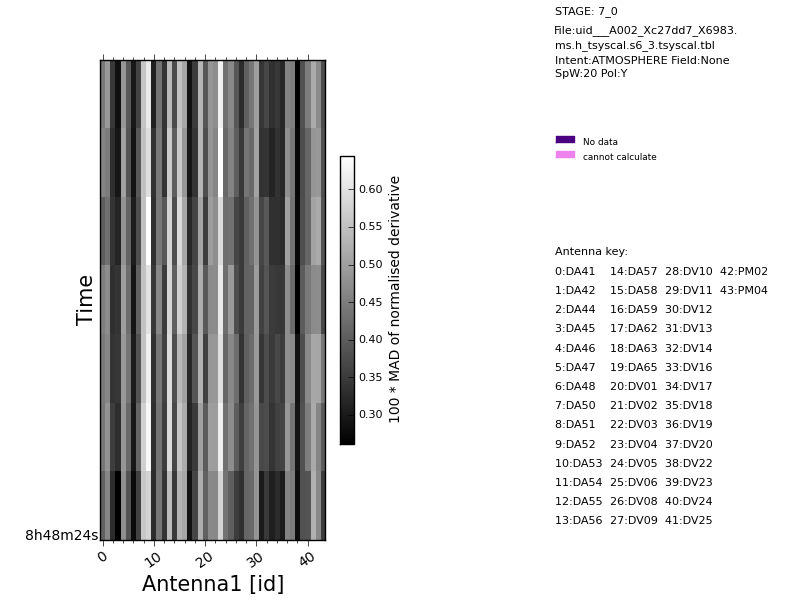 STAGE: 7_0
File:uid___A002_Xc27dd7_X6983.
ms.h_tsyscal.s6_3.tsyscal.tbl
Intent:ATMOSPHERE Field:None
SpW:20 Pol:Y
No data
cannot calculate
Antenna key:
0:DA41 14:DA57 28:DV10 42:PM02
1:DA42 15:DA58 29:DV11 43:PM04
2:DA44 16:DA59 30:DV12
3:DA45 17:DA62 31:DV13
4:DA46 18:DA63 32:DV14
5:DA47 19:DA65 33:DV16
6:DA48 20:DV01 34:DV17
7:DA50 21:DV02 35:DV18
8:DA51 22:DV03 36:DV19
9:DA52 23:DV04 37:DV20
10:DA53 24:DV05 38:DV22
11:DA54 25:DV06 39:DV23
12:DA55 26:DV08 40:DV24
13:DA56 27:DV09 41:DV25
0.60
0.55
0.50
0.45
0.40
0.35
0.30
100 * MAD of normalised derivative
Time
8h48m24s
0 10 20 30 40
Antenna1 [id]